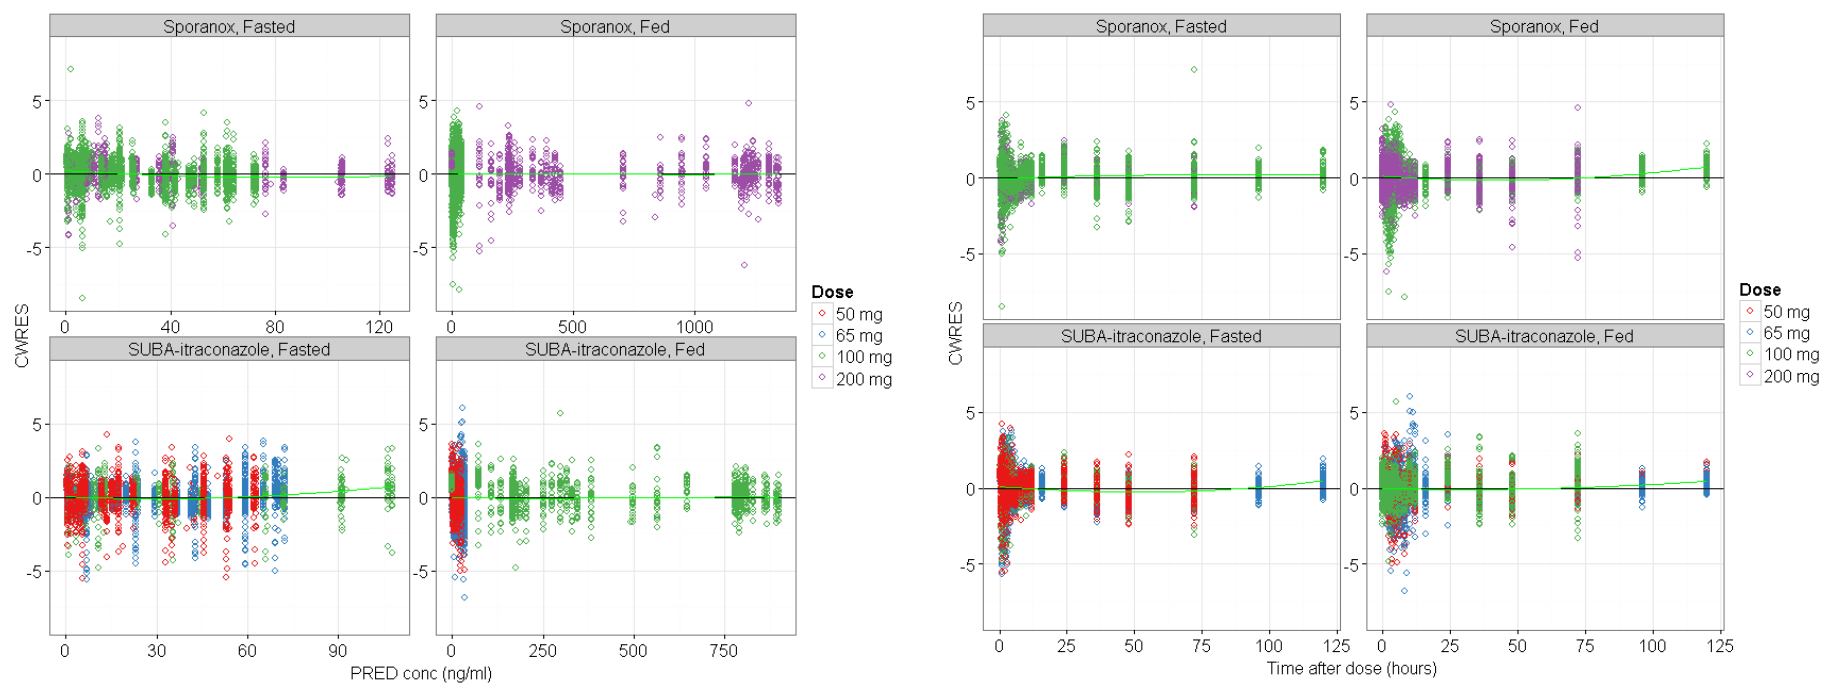 Sporanox, Fasted
Sporanox, Fed
5
0
-5
5
0
-5
0 40 80 120
0 500 1000
SUBA-itraconazole, Fasted
SUBA-itraconazole, Fed
5
0
-5
5
0
-5
0 30 60 90
0 250 500 750
CWRES
PRED conc (ng/ml)
Dose
50 mg
65 mg
100 mg
200 mg
Sporanox, Fasted
Sporanox, Fed
5
0
-5
5
0
-5
SUBA-itraconazole, Fasted
SUBA-itraconazole, Fed
5
0
-5
5
0
-5
0 25 50 75 100 125
0 25 50 75 100 125
CWRES
Time after dose (hours)
Dose
50 mg
65 mg
100 mg
200 mg